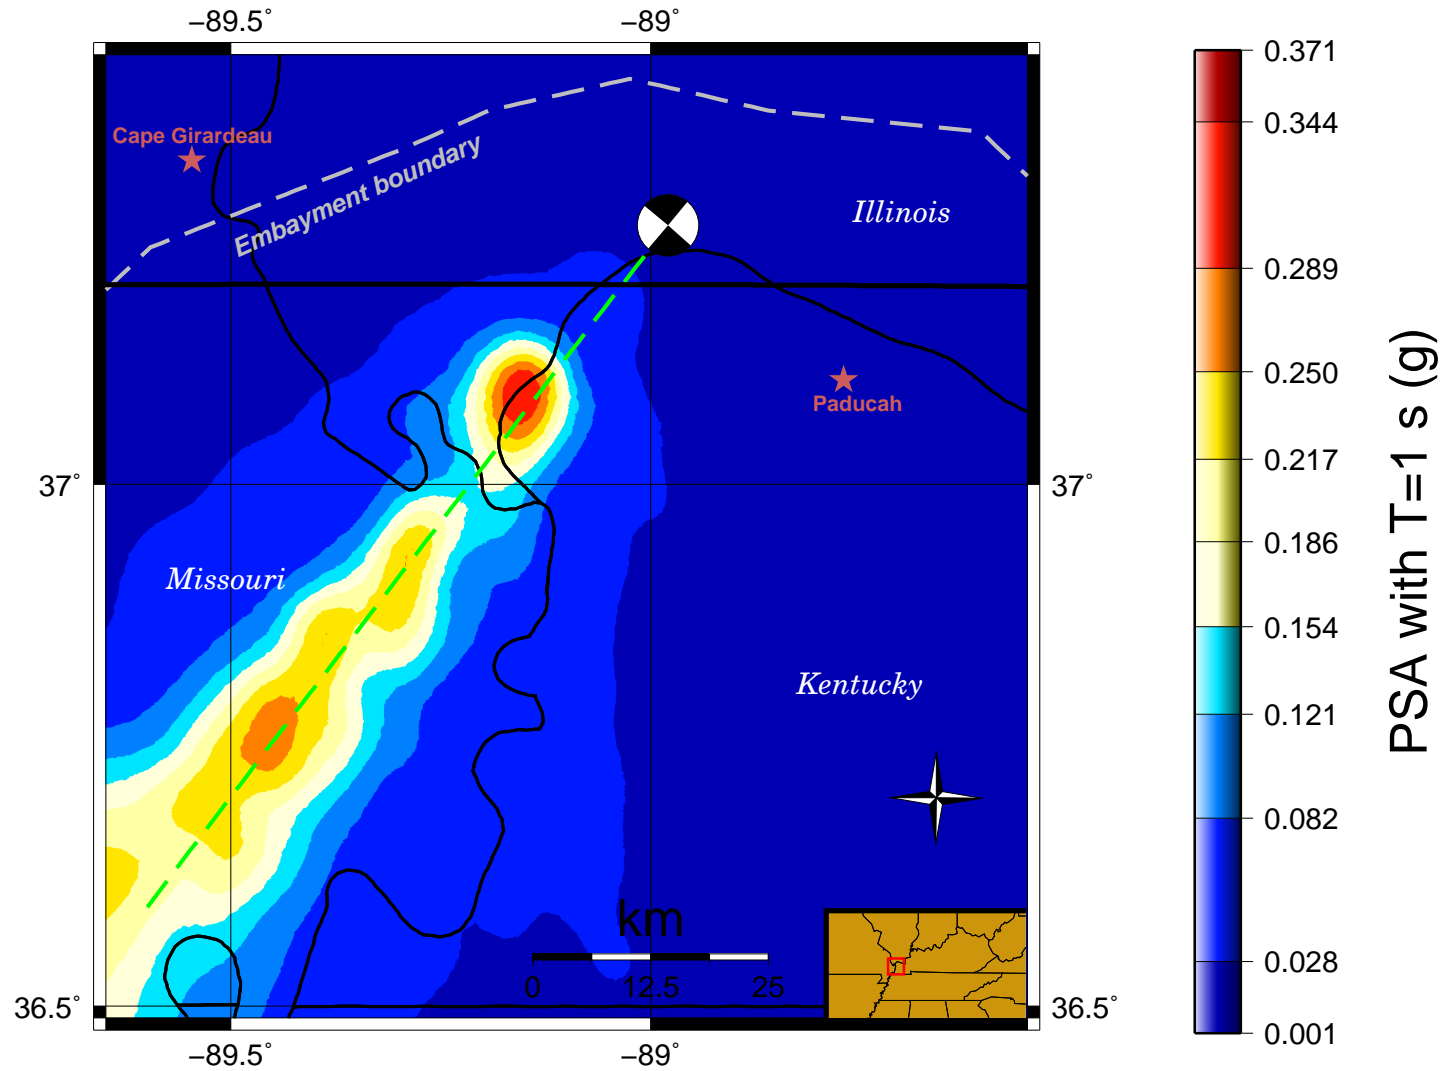 −89.5˚ −89˚
0.371
0.344
Cape Girardeau
Embayment boundary
Illinois
0.289
0.250
Paducah
0.217
37˚ 37˚
0.186
Missouri
0.154
PSA with T=1 s (g)
Kentucky
0.121
0.082
km
0 12.5 25
0.028
36.5˚ 36.5˚
0.001
−89.5˚ −89˚